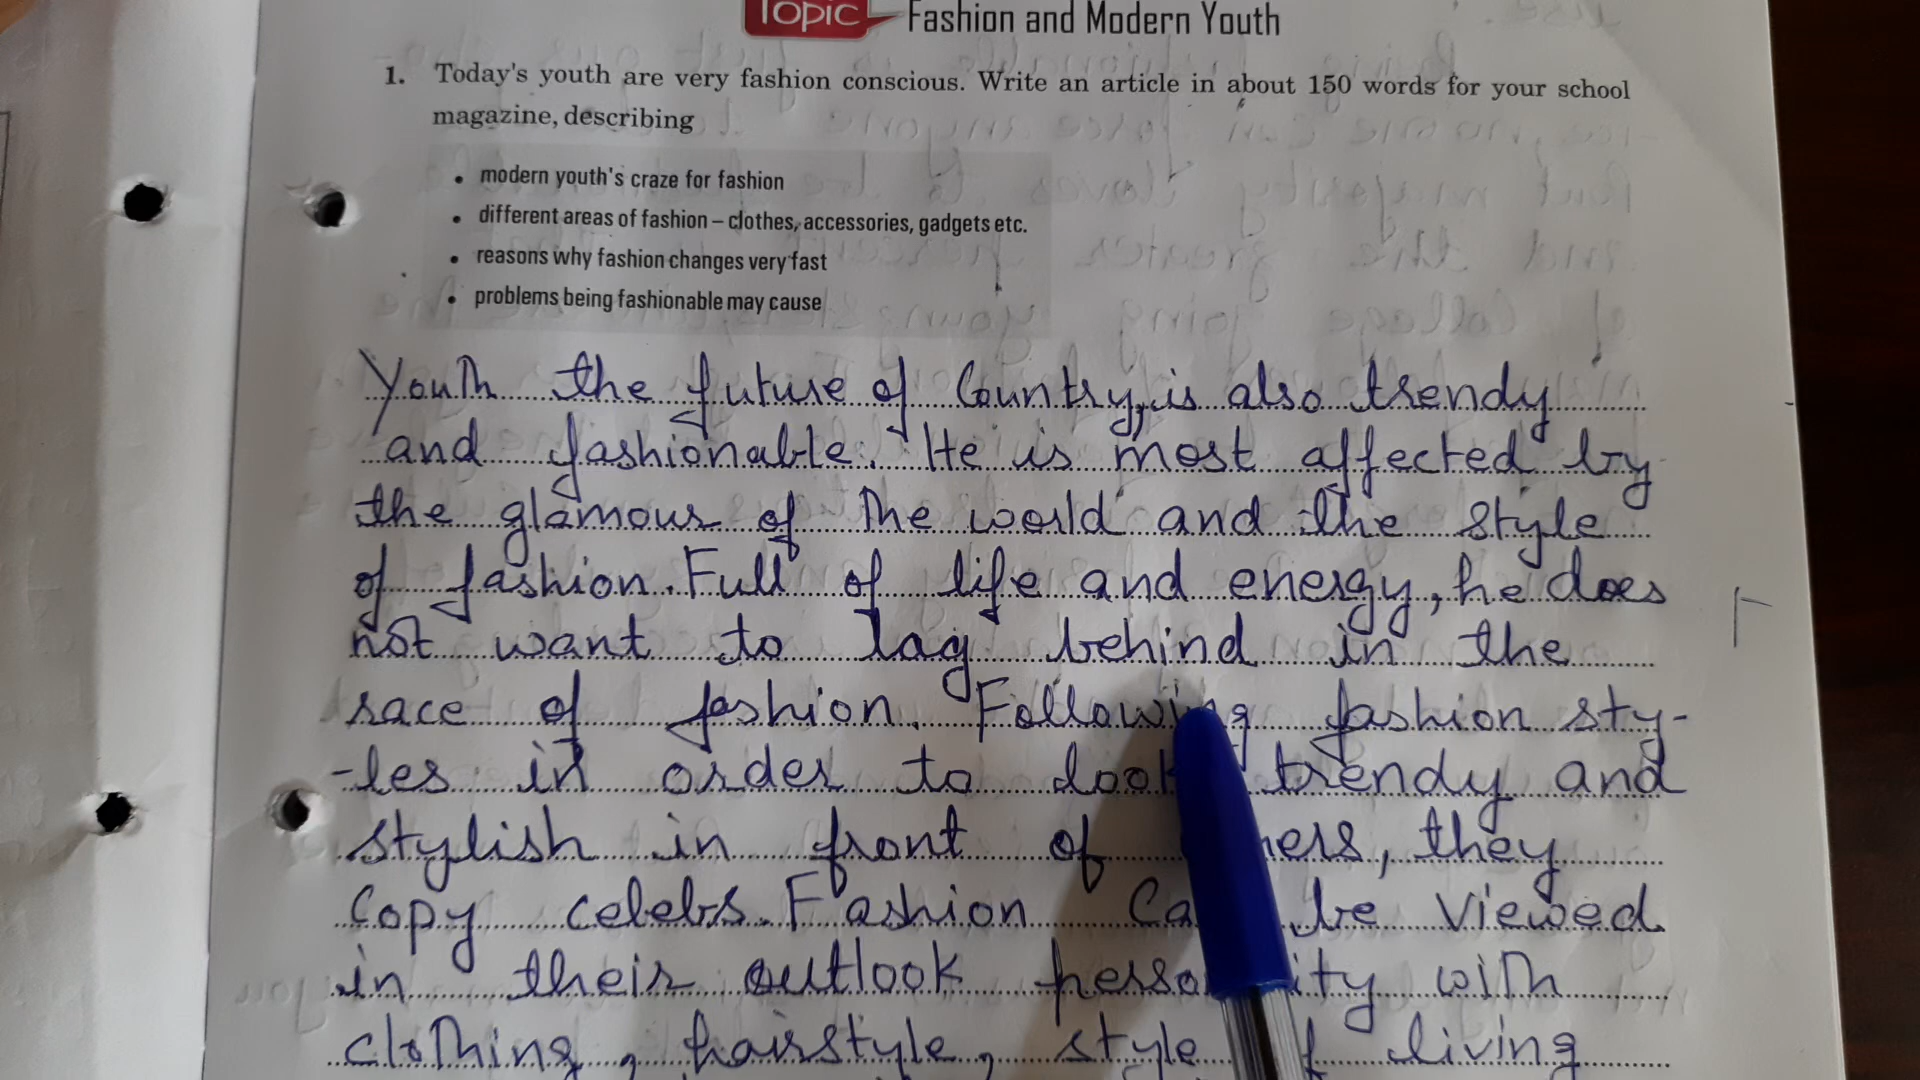 Topic Fashion and Modern Youth
1. Today's youth are very fashion conscious. Write an article in about 150 words for your school
magazine, describing
• modern youth's craze for fashion
• different areas of fashion – clothes, accessories, gadgets etc.
• reasons why fashion changes very fast
• problems being fashionable may cause
Youth the future of Country, is also trendy
and fashionable. He is most affected by
the glamour of the world and the style
of fashion. Full of life and energy, he does
not want to lag behind in the
race of fashion. Following fashion sty-
-les in order to look trendy and
stylish in front of they
Copy celebs. Fashion be Viewed
in their outlook with
clothing, hairstyle, style living